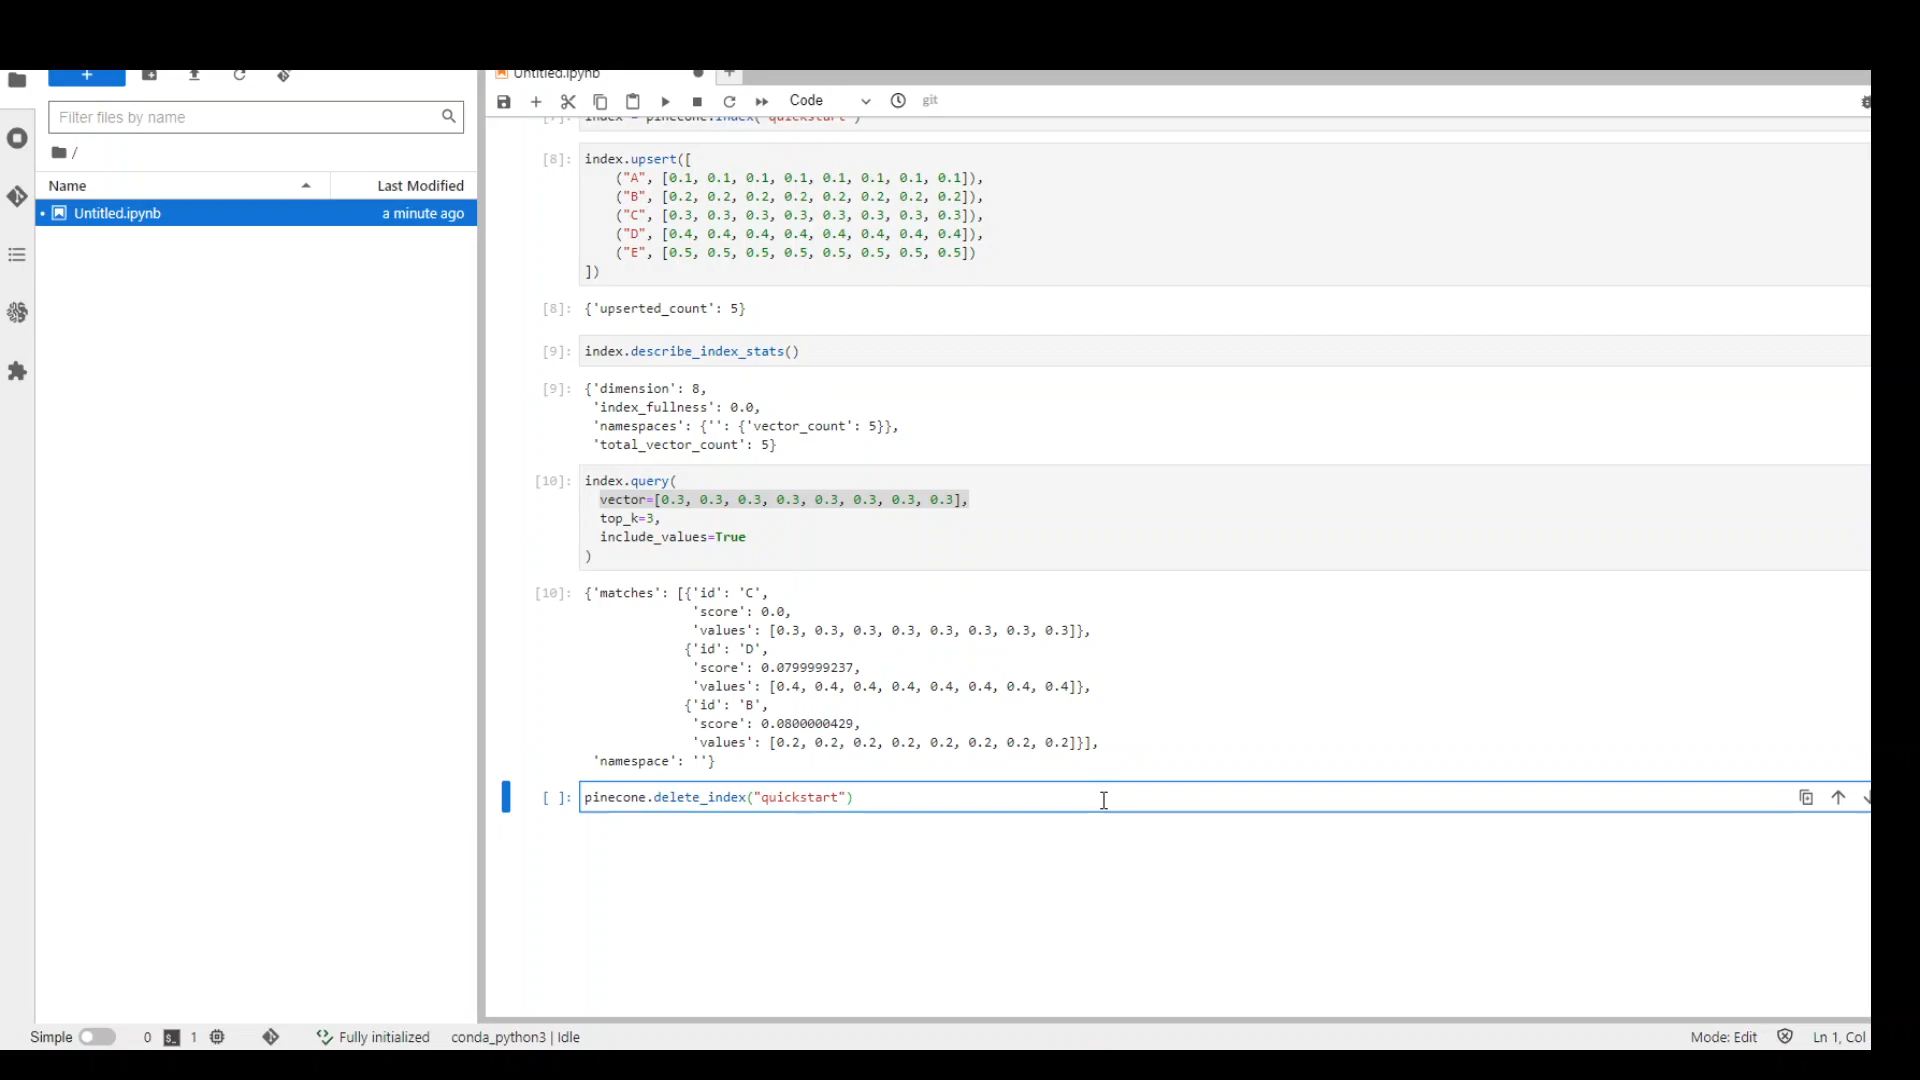 Untitled.ipynb
Code
git
Filter files by name
/
Name Last Modified
Untitled.ipynb a minute ago
[7]: index = pinecone.Index("quickstart")
[8]: index.upsert([
("A", [0.1, 0.1, 0.1, 0.1, 0.1, 0.1, 0.1, 0.1]),
("B", [0.2, 0.2, 0.2, 0.2, 0.2, 0.2, 0.2, 0.2]),
("C", [0.3, 0.3, 0.3, 0.3, 0.3, 0.3, 0.3, 0.3]),
("D", [0.4, 0.4, 0.4, 0.4, 0.4, 0.4, 0.4, 0.4]),
("E", [0.5, 0.5, 0.5, 0.5, 0.5, 0.5, 0.5, 0.5])
])
[8]: {'upserted_count': 5}
[9]: index.describe_index_stats()
[9]: {'dimension': 8,
'index_fullness': 0.0,
'namespaces': {'': {'vector_count': 5}},
'total_vector_count': 5}
[10]: index.query(
vector=[0.3, 0.3, 0.3, 0.3, 0.3, 0.3, 0.3, 0.3],
top_k=3,
include_values=True
)
[10]: {'matches': [{'id': 'C',
'score': 0.0,
'values': [0.3, 0.3, 0.3, 0.3, 0.3, 0.3, 0.3, 0.3]},
{'id': 'D',
'score': 0.0799999237,
'values': [0.4, 0.4, 0.4, 0.4, 0.4, 0.4, 0.4, 0.4]},
{'id': 'B',
'score': 0.0800000429,
'values': [0.2, 0.2, 0.2, 0.2, 0.2, 0.2, 0.2, 0.2]}],
'namespace': ''}
[ ]: pinecone.delete_index("quickstart")
Simple 0 1 Fully initialized conda_python3 | Idle Mode: Edit Ln 1, Col